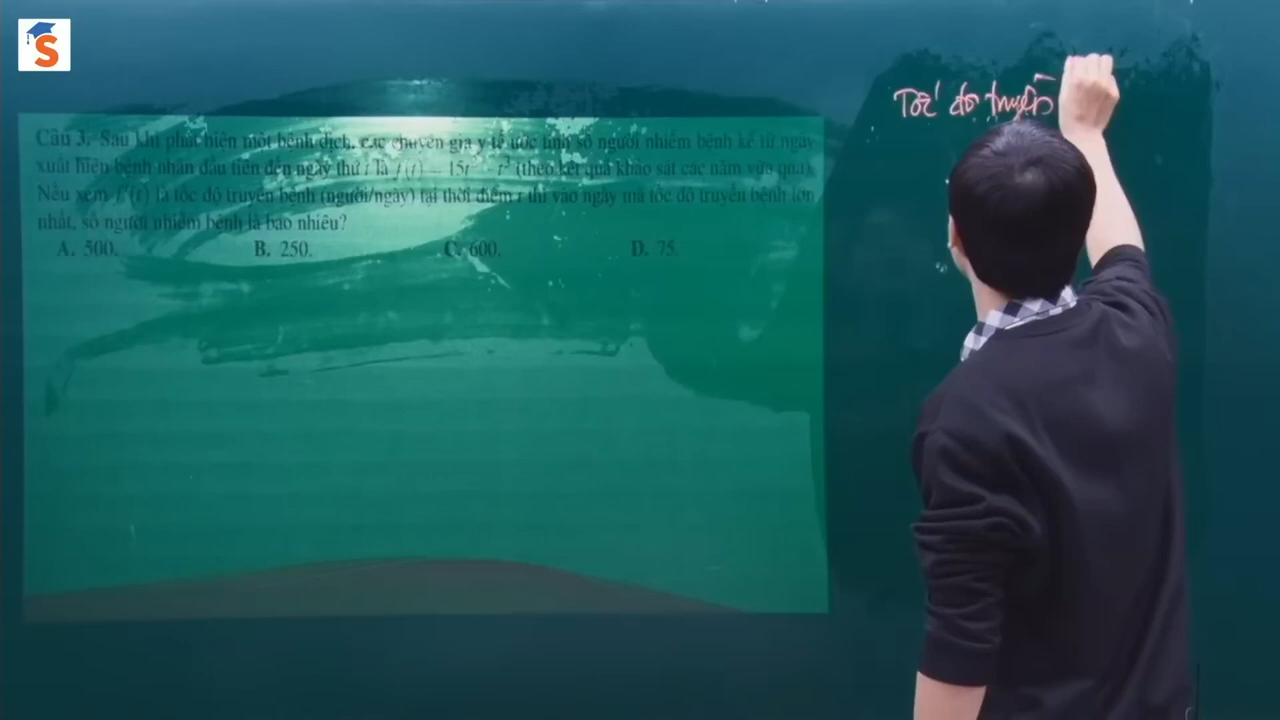 S
Tốc độ truyền
Câu 3. Sau khi phát hiện một bệnh dịch, các chuyên gia y tế ước tính số người nhiễm bệnh kể từ ngày
xuất hiện bệnh nhân đầu tiên đến ngày thứ t là f(t) = 15t² - t³ (theo kết quả khảo sát các năm vừa qua).
Nếu xem f'(t) là tốc độ truyền bệnh (người/ngày) tại thời điểm t thì vào ngày mà tốc độ truyền bệnh lớn
nhất, số người nhiễm bệnh là bao nhiêu?
A. 500. B. 250. C. 600. D. 75.